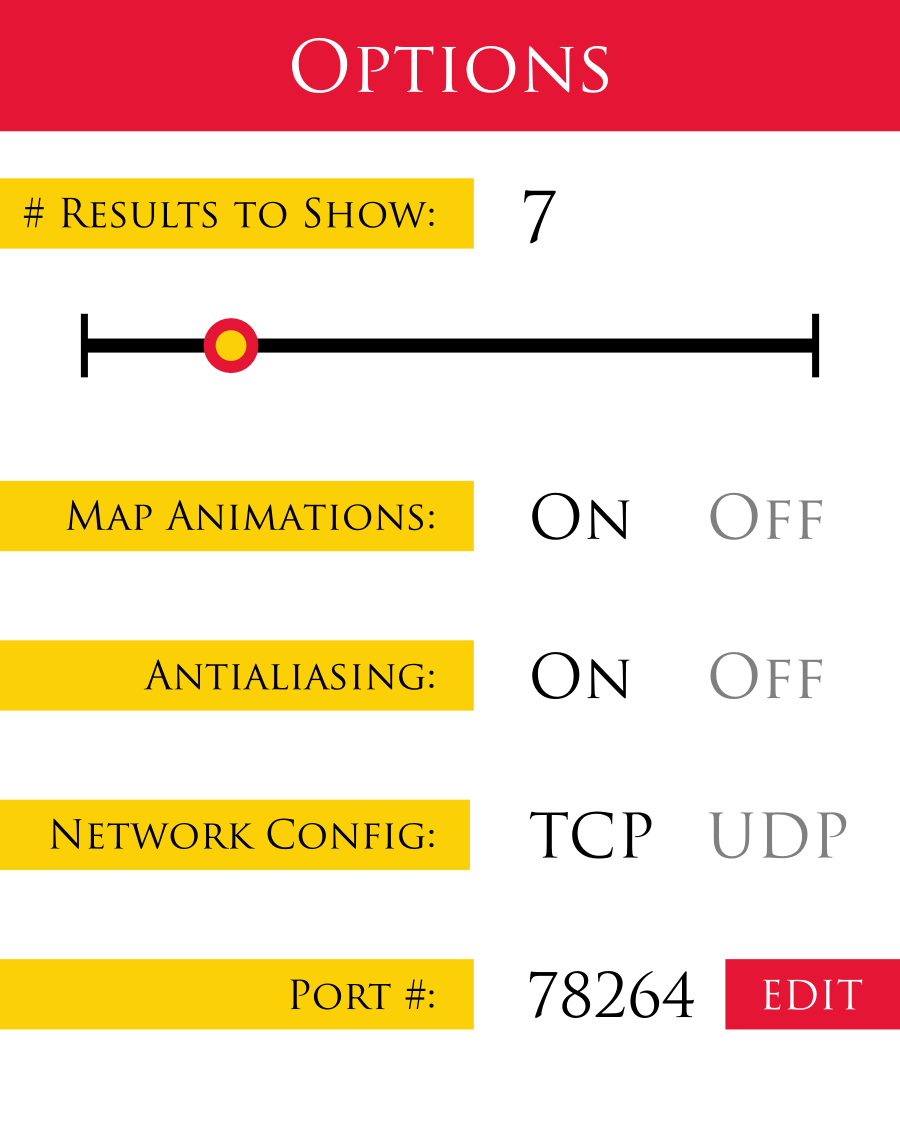 Options
# Results to Show: 7
Map Animations: On Off
Antialiasing: On Off
Network Config: TCP UDP
Port #: 78264 EDIT